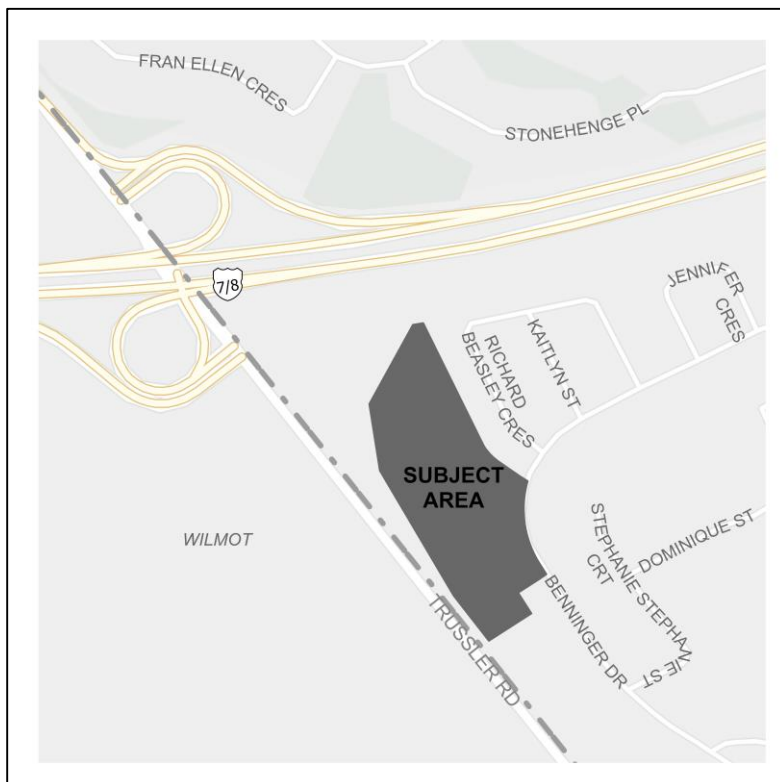 FRAN ELLEN CRES
STONEHENGE PL
7/8
JENNIFER
CRES
KAITLYN ST
RICHARD
BEASLEY CRES
SUBJECT
AREA
WILMOT
STEPHANIE
CRT
DOMINIQUE ST
STEPHANIE ST
BENNINGER DR
TRUSSLER RD